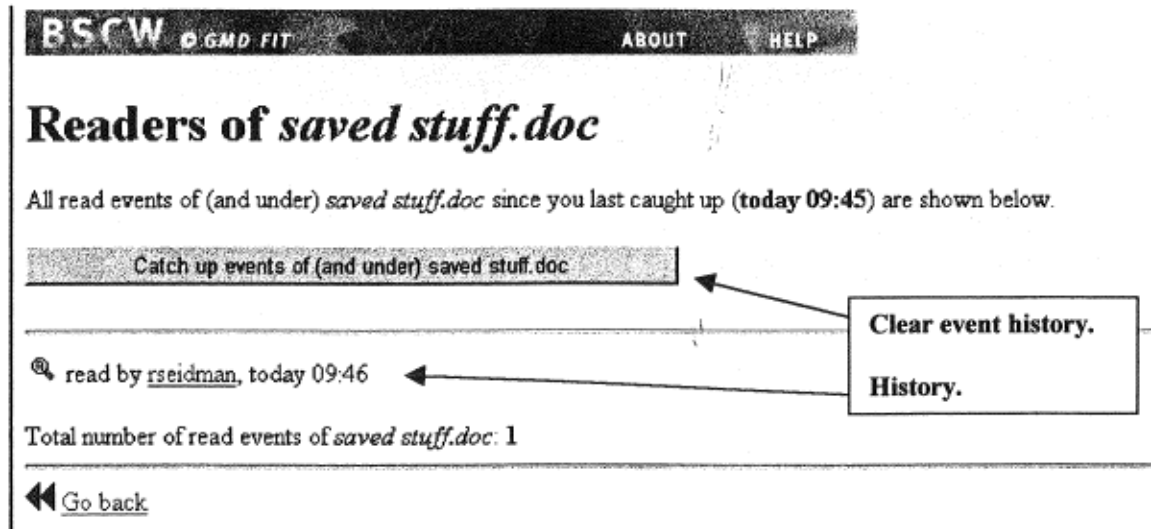 BSCW GMD FIT ABOUT HELP
Readers of saved stuff.doc
All read events of (and under) saved stuff.doc since you last caught up (today 09:45) are shown below.
Catch up events of (and under) saved stuff.doc
Clear event history.
read by rseidman, today 09:46
History.
Total number of read events of saved stuff.doc: 1
Go back